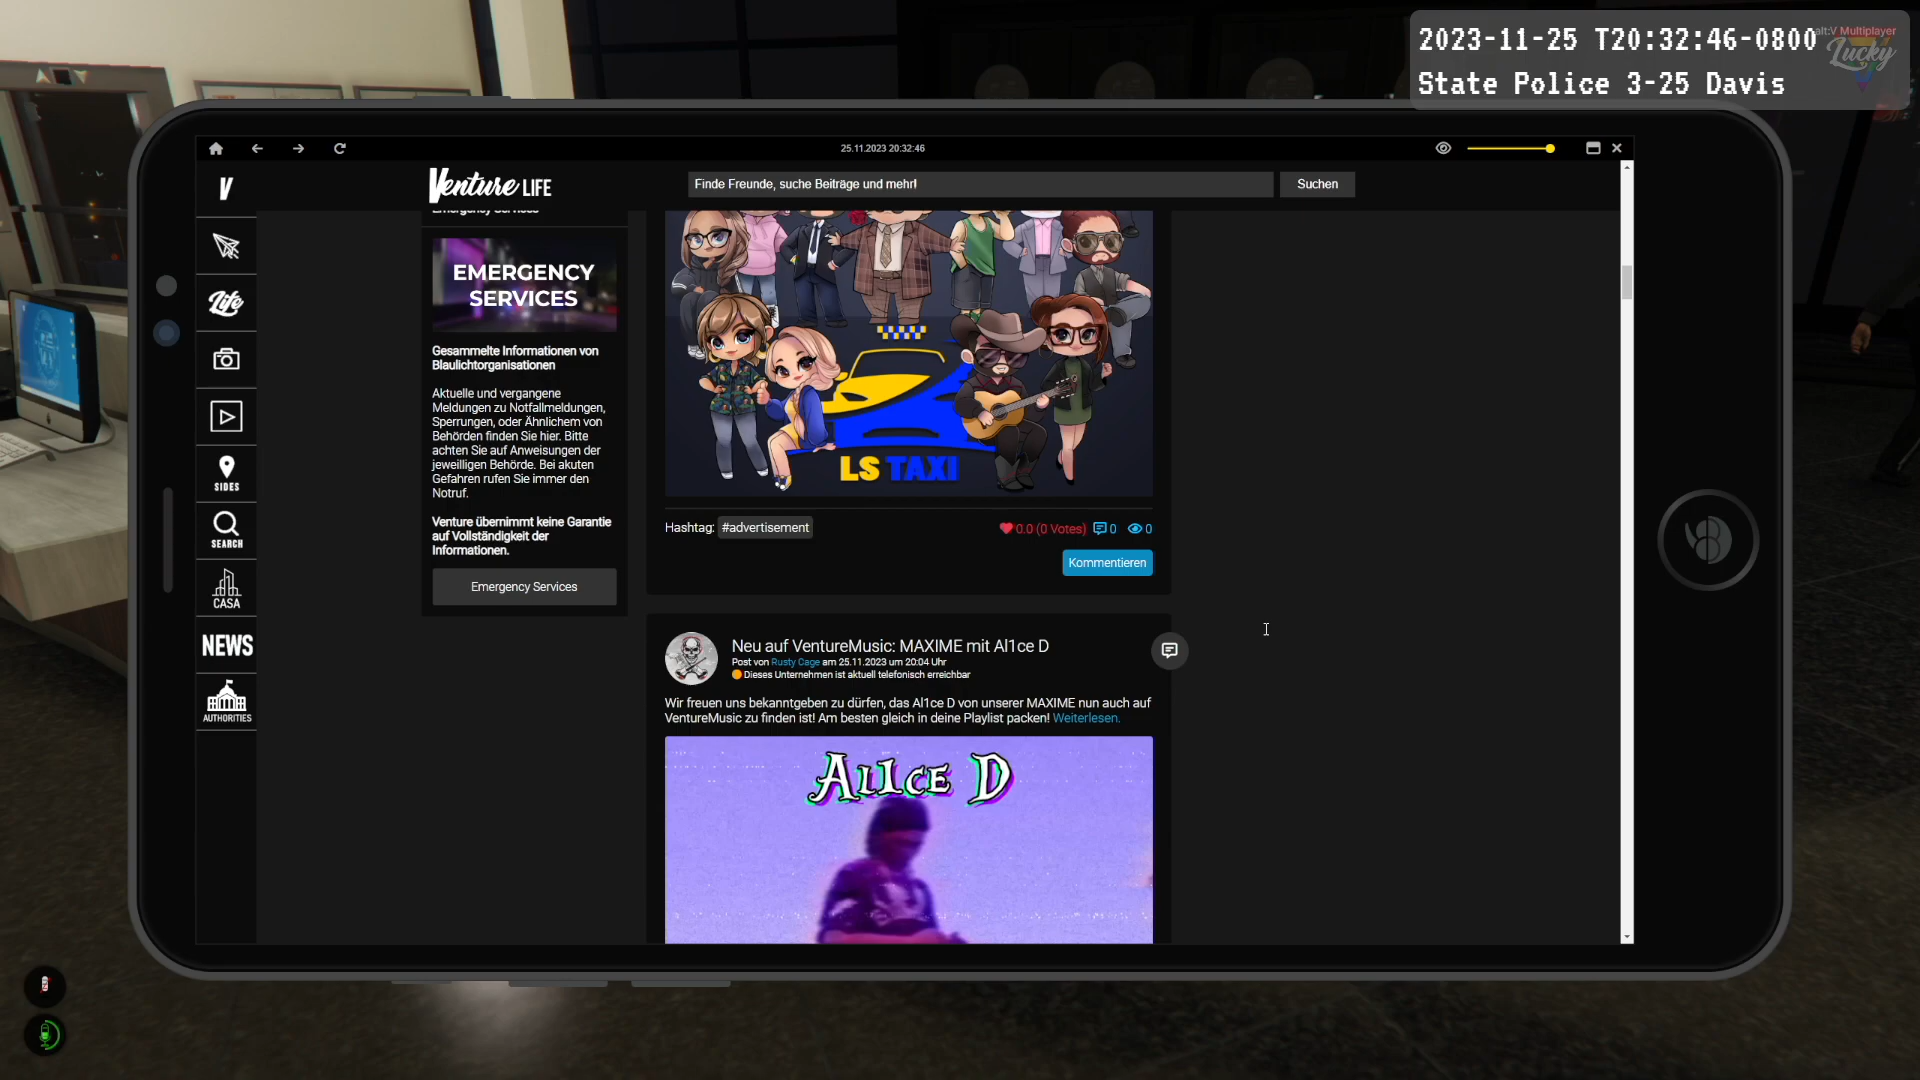 2023-11-25 T20:32:46-0800
alt:V Multiplayer
Lucky
State Police 3-25 Davis
25.11.2023 20:32:46
V
Venture LIFE
Finde Freunde, suche Beiträge und mehr!
Suchen
Emergency Services
EMERGENCY
SERVICES
Gesammelte Informationen von
Blaulichtorganisationen
Aktuelle und vergangene
Meldungen zu Notfallmeldungen,
Sperrungen, oder Ähnlichem von
Behörden finden Sie hier. Bitte
achten Sie auf Anweisungen der
jeweiligen Behörde. Bei akuten
Gefahren rufen Sie immer den
Notruf.
Venture übernimmt keine Garantie
auf Vollständigkeit der
Informationen.
Emergency Services
Life
SIDES
SEARCH
CASA
NEWS
AUTHORITIES
LS TAXI
Hashtag: #advertisement
0.0 (0 Votes) 0 0
Kommentieren
Neu auf VentureMusic: MAXIME mit Al1ce D
Post von Rusty Cage am 25.11.2023 um 20:04 Uhr
Dieses Unternehmen ist aktuell telefonisch erreichbar
Wir freuen uns bekanntgeben zu dürfen, das Al1ce D von unserer MAXIME nun auch auf
VentureMusic zu finden ist! Am besten gleich in deine Playlist packen! Weiterlesen.
AL1CE D